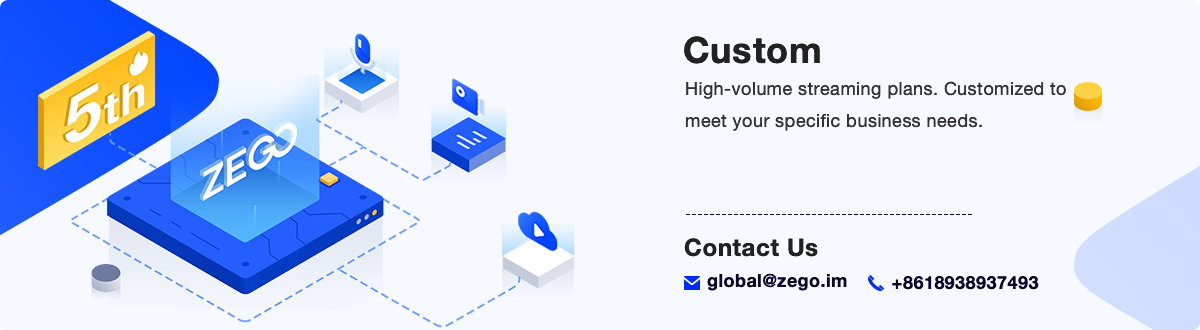 5th
ZEGO
Custom
High-volume streaming plans. Customized to
meet your specific business needs.
Contact Us
global@zego.im
+8618938937493